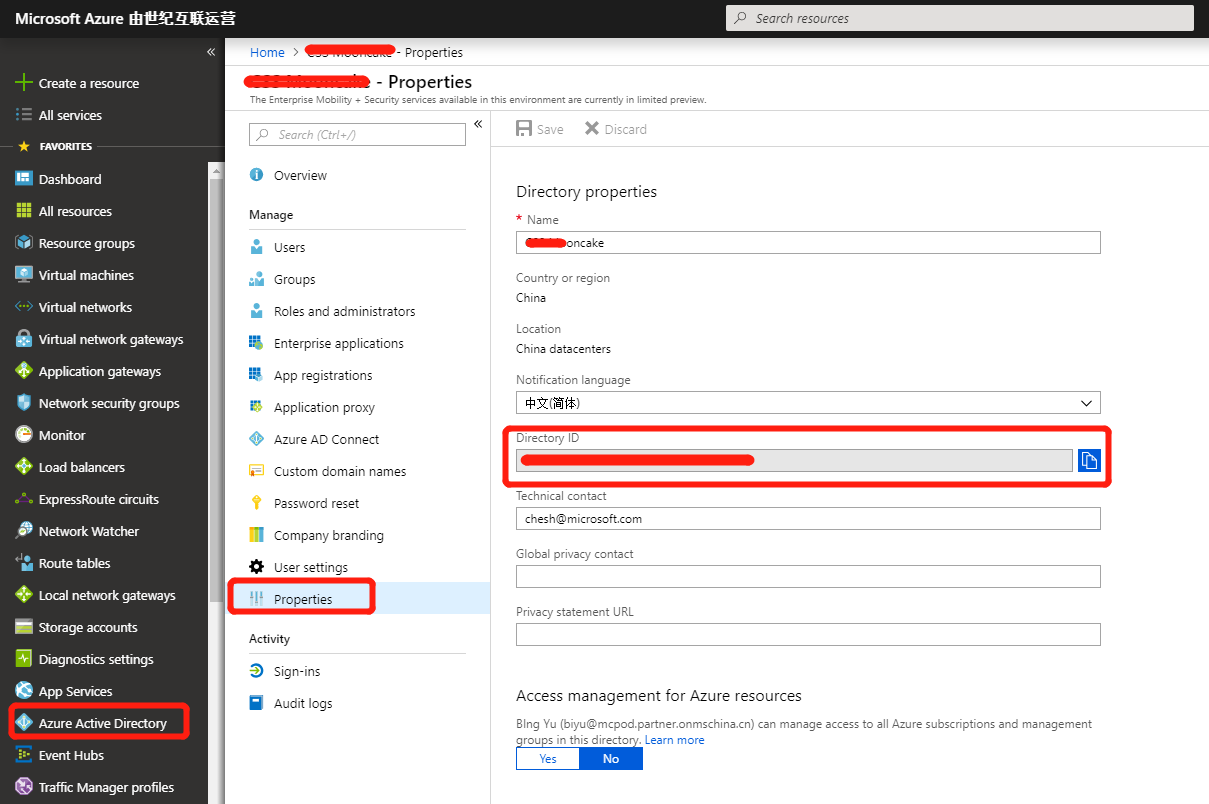 Microsoft Azure 由世纪互联运营
Search resources
Home > - Properties
- Properties
The Enterprise Mobility + Security services available in this environment are currently in limited preview.
Create a resource
All services
FAVORITES
Dashboard
All resources
Resource groups
Virtual machines
Virtual networks
Virtual network gateways
Application gateways
Network security groups
Monitor
Load balancers
ExpressRoute circuits
Network Watcher
Route tables
Local network gateways
Storage accounts
Diagnostics settings
App Services
Azure Active Directory
Event Hubs
Traffic Manager profiles
Search (Ctrl+/)
Overview
Manage
Users
Groups
Roles and administrators
Enterprise applications
App registrations
Application proxy
Azure AD Connect
Custom domain names
Password reset
Company branding
User settings
Properties
Activity
Sign-ins
Audit logs
Save Discard
Directory properties
* Name
ooncake
Country or region
China
Location
China datacenters
Notification language
中文(简体)
Directory ID
Technical contact
chesh@microsoft.com
Global privacy contact
Privacy statement URL
Access management for Azure resources
BIng Yu (biyu@mcpod.partner.onmschina.cn) can manage access to all Azure subscriptions and management
groups in this directory. Learn more
Yes No